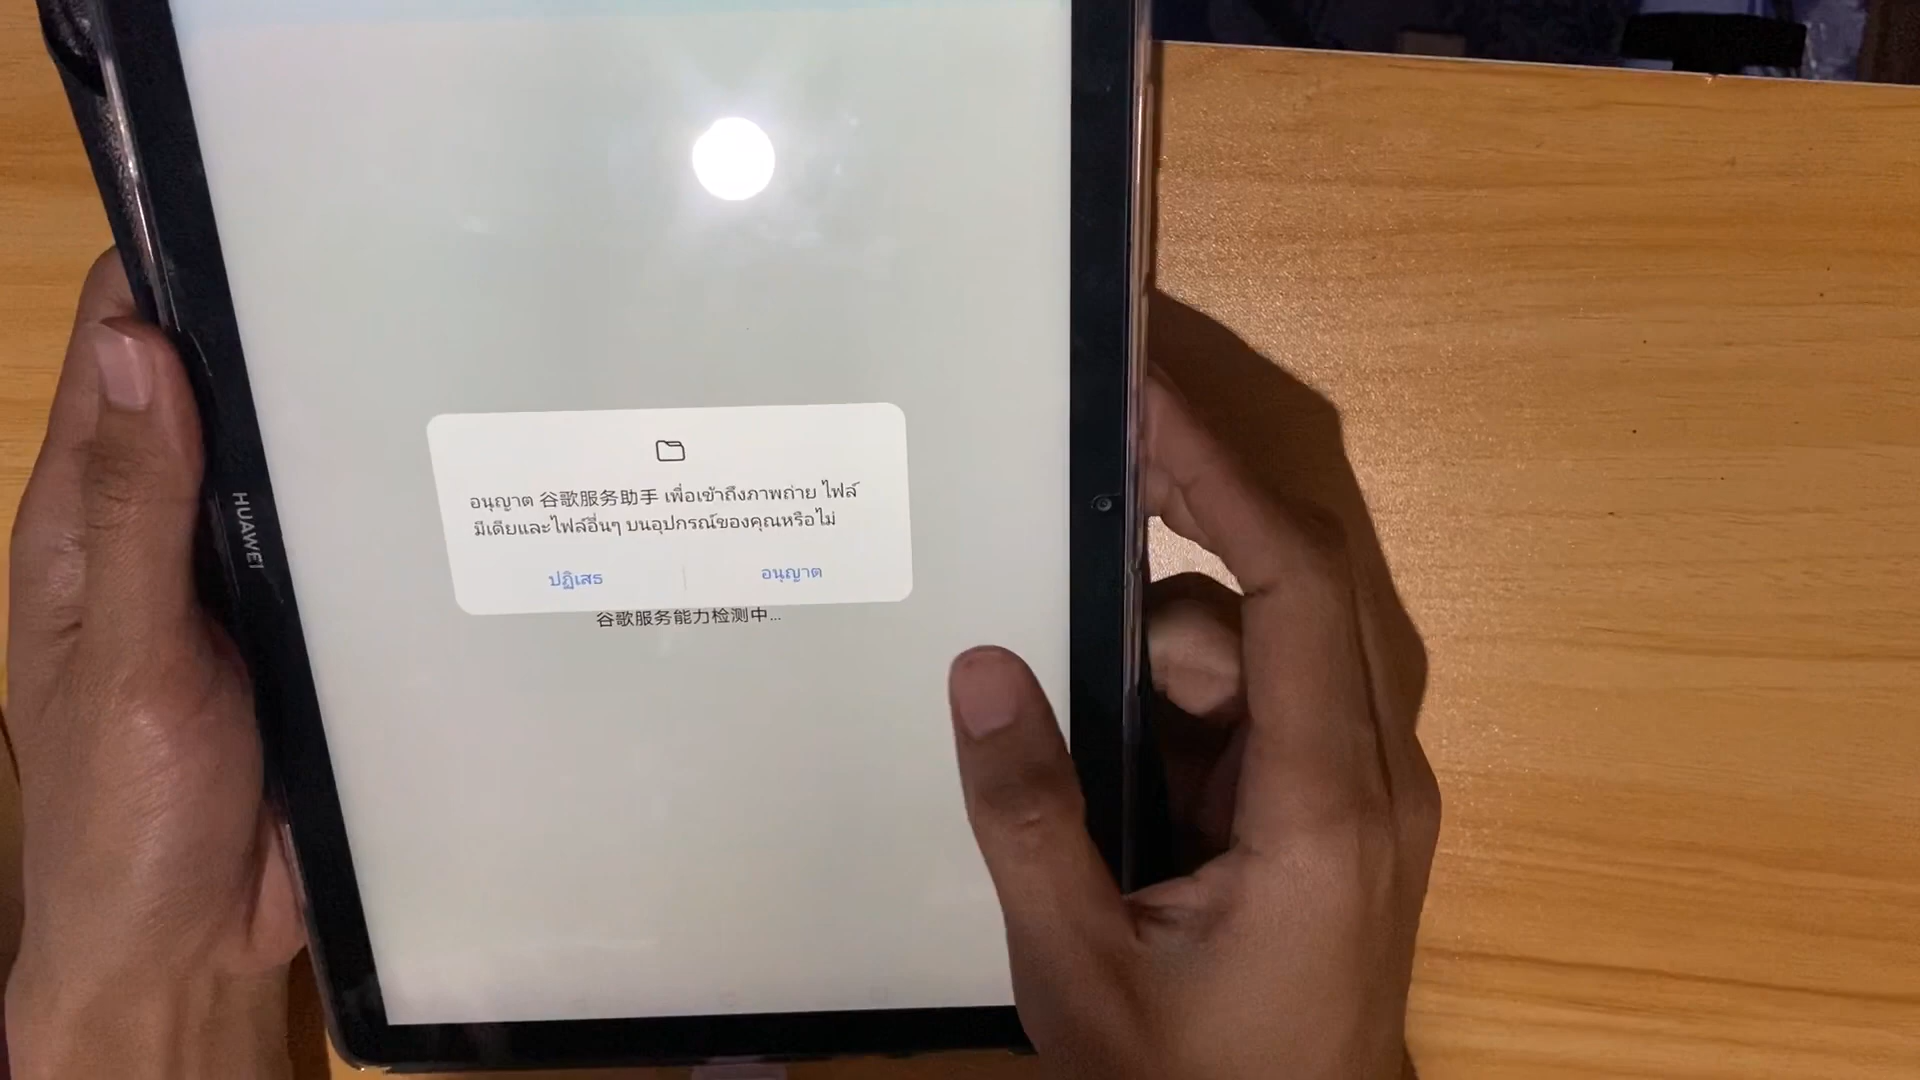 HUAWEI
อนุญาต 谷歌服务助手 เพื่อเข้าถึงภาพถ่าย ไฟล์
มีเดียและไฟล์อื่นๆ บนอุปกรณ์ของคุณหรือไม่
ปฏิเสธ
อนุญาต
谷歌服务能力检测中...